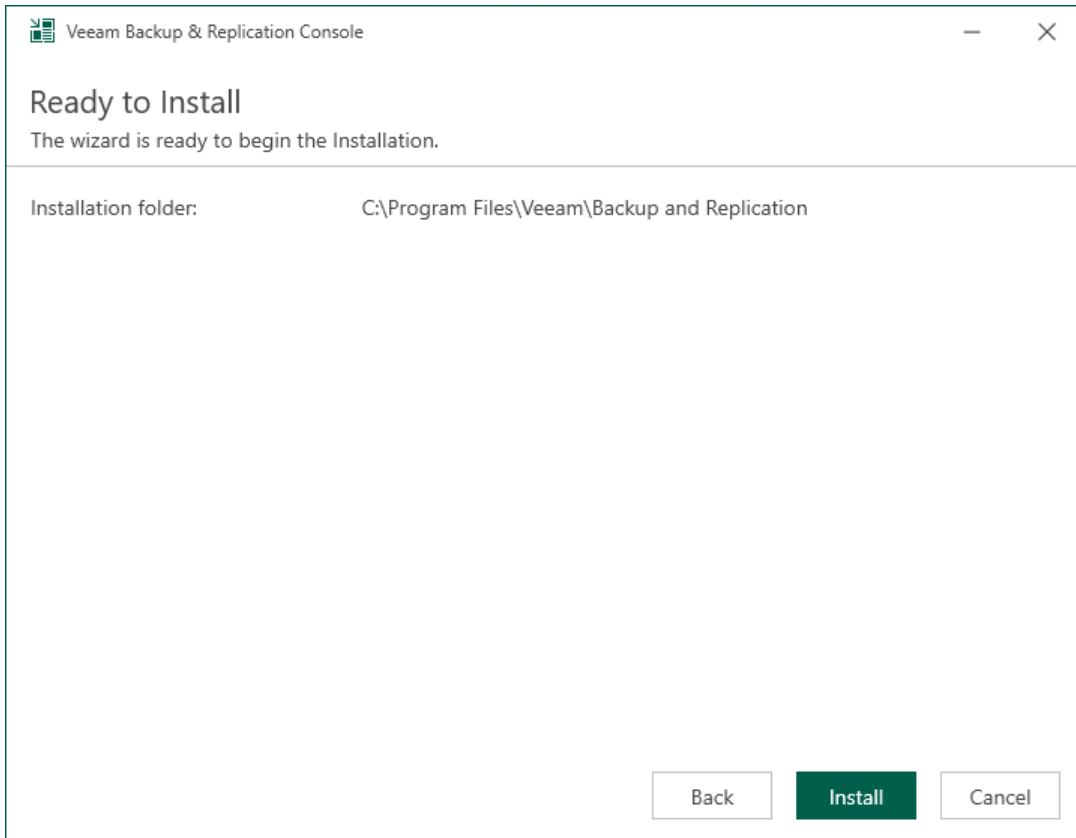 Veeam Backup & Replication Console
Ready to Install
The wizard is ready to begin the Installation.
Installation folder: C:\Program Files\Veeam\Backup and Replication
Back Install Cancel